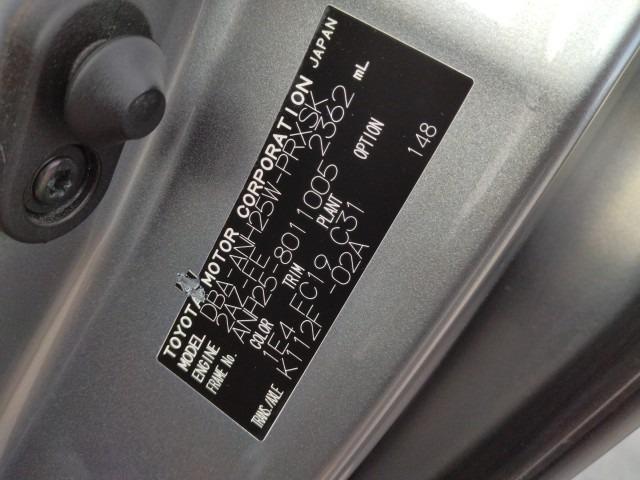 TOYOTA MOTOR CORPORATION JAPAN
MODEL DBA-ANH25W-PRXSK
ENGINE 2AZ-FE 2362 mL
FRAME No. ANH25-8011005
COLOR TRIM PLANT OPTION
1E4 FC19 C31
TRANS./AXLE K112F -02A 148